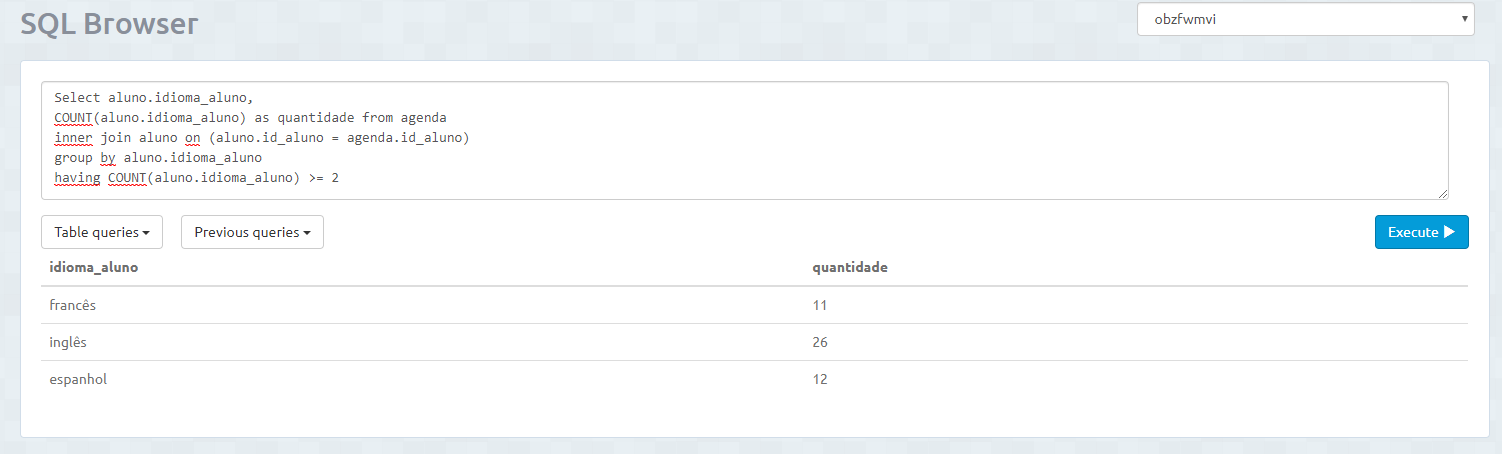 SQL Browser
obzfwmvi
Select aluno.idioma_aluno,
COUNT(aluno.idioma_aluno) as quantidade from agenda
inner join aluno on (aluno.id_aluno = agenda.id_aluno)
group by aluno.idioma_aluno
having COUNT(aluno.idioma_aluno) >= 2
Table queries
Previous queries
Execute
idioma_aluno quantidade
francês 11
inglês 26
espanhol 12